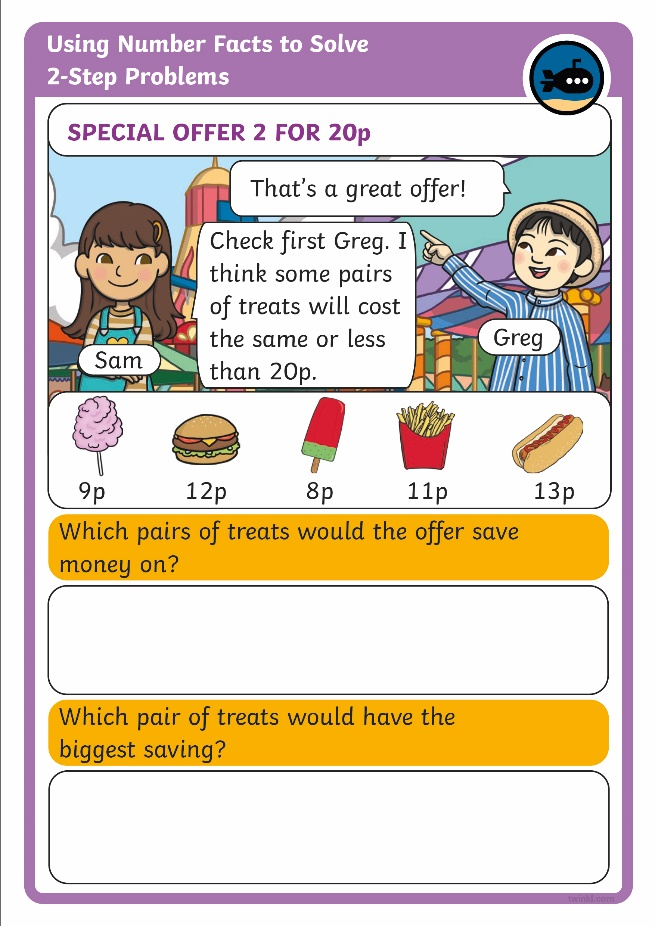 Using Number Facts to Solve
2-Step Problems
SPECIAL OFFER 2 FOR 20p
That's a great offer!
Check first Greg. I
think some pairs
of treats will cost
the same or less
than 20p.
Sam
Greg
9p
12p
8p
11p
13p
Which pairs of treats would the offer save
money on?
Which pair of treats would have the
biggest saving?
twinkl.com